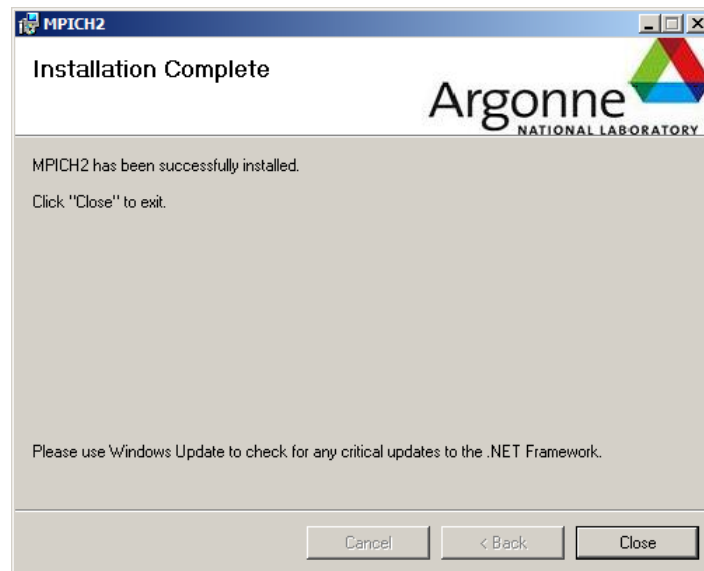 MPICH2
Installation Complete
Argonne
NATIONAL LABORATORY
MPICH2 has been successfully installed.
Click "Close" to exit.
Please use Windows Update to check for any critical updates to the .NET Framework.
Cancel
< Back
Close